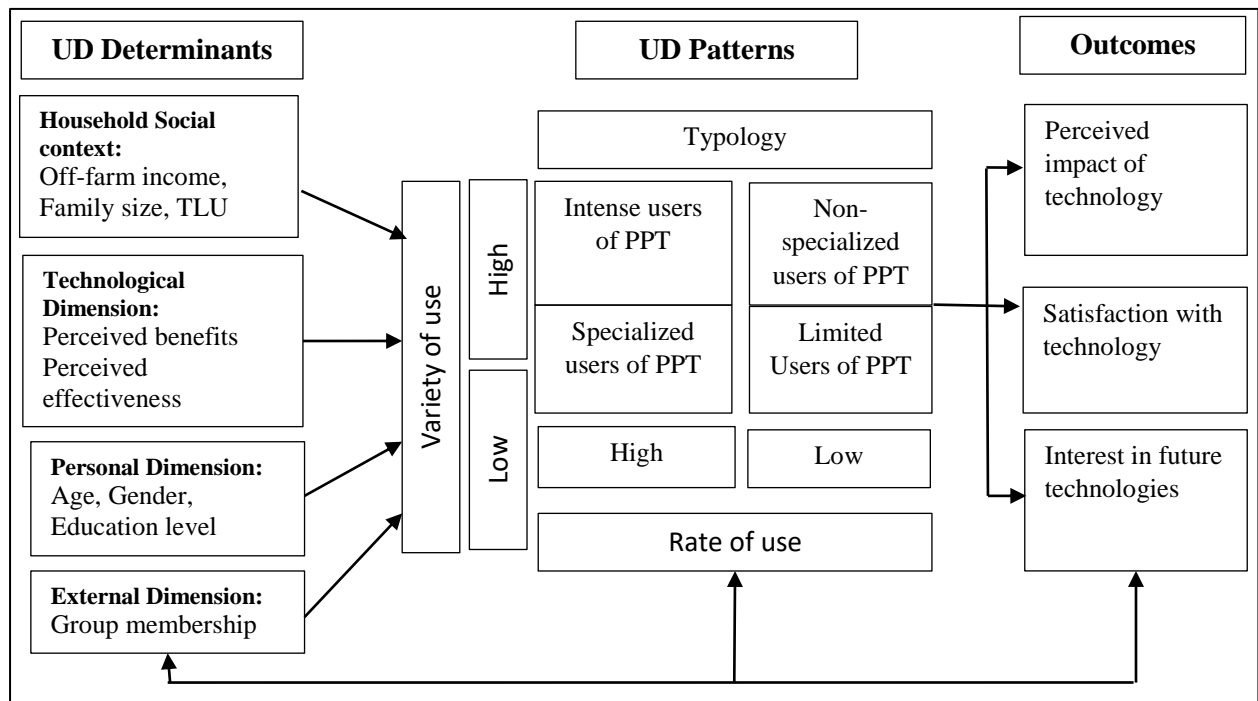 UD Determinants
UD Patterns
Outcomes
Household Social
context:
Off-farm income,
Family size, TLU
Technological
Dimension:
Perceived benefits
Perceived
effectiveness
Personal Dimension:
Age, Gender,
Education level
External Dimension:
Group membership
Variety of use
High
Low
Typology
Intense users
of PPT
Non-
specialized
users of PPT
Specialized
users of PPT
Limited
Users of PPT
High
Low
Rate of use
Perceived
impact of
technology
Satisfaction with
technology
Interest in future
technologies